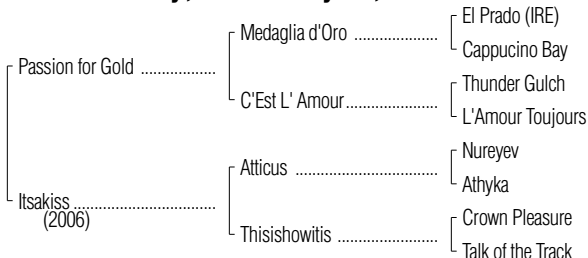 El Prado (IRE)
Medaglia d'Oro ....................
Cappucino Bay
Passion for Gold .................
Thunder Gulch
C'Est L' Amour......................
L'Amour Toujours
Nureyev
Atticus ..................................
Athyka
Itsakiss ................................
(2006)
Crown Pleasure
Thisishowitis ........................
Talk of the Track